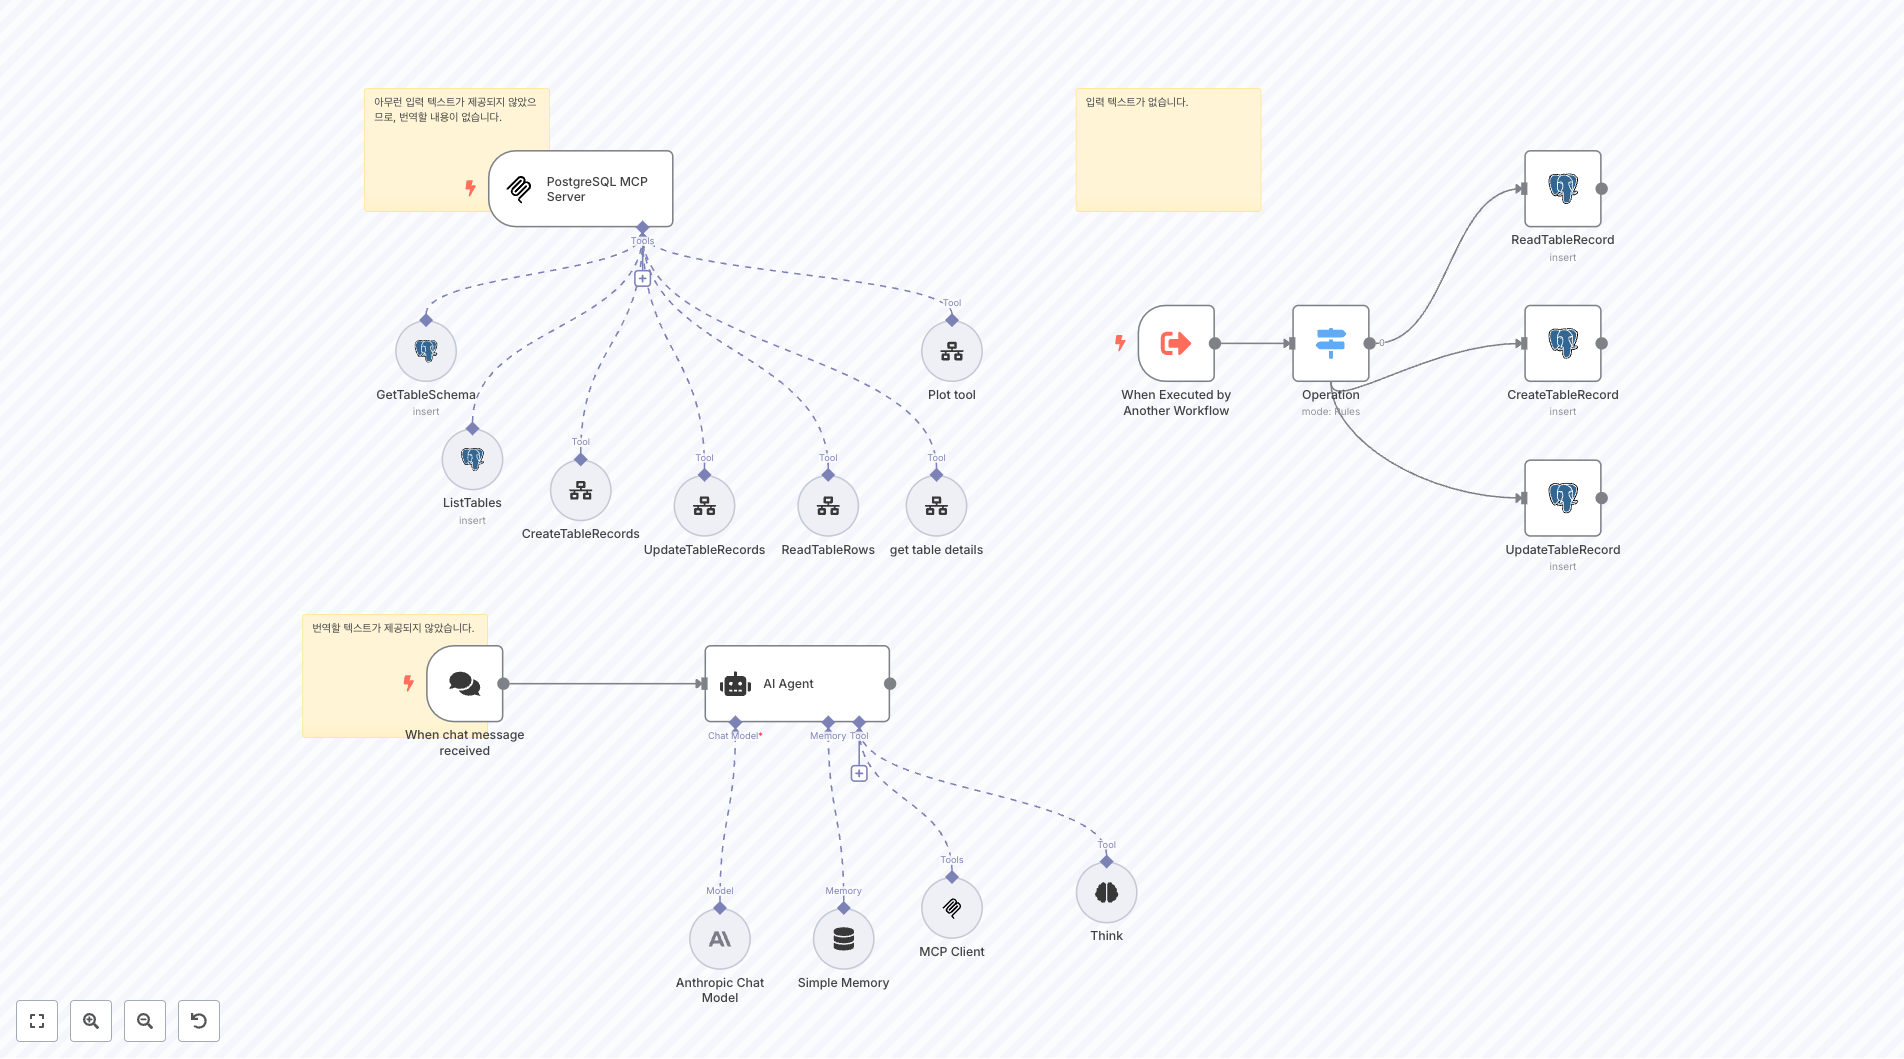 아무런 입력 텍스트가 제공되지 않았으
므로, 번역할 내용이 없습니다.
PostgreSQL MCP
Server
Tools
Tool
GetTableSchema
insert
Plot tool
ListTables
insert
Tool
CreateTableRecords
Tool
UpdateTableRecords
Tool
ReadTableRows
Tool
get table details
입력 텍스트가 없습니다.
When Executed by
Another Workflow
0
Operation
mode: Rules
ReadTableRecord
insert
CreateTableRecord
insert
UpdateTableRecord
insert
번역할 텍스트가 제공되지 않았습니다.
When chat message
received
AI Agent
Chat Model*
Memory
Tool
Model
Anthropic Chat
Model
Memory
Simple Memory
Tools
MCP Client
Tool
Think